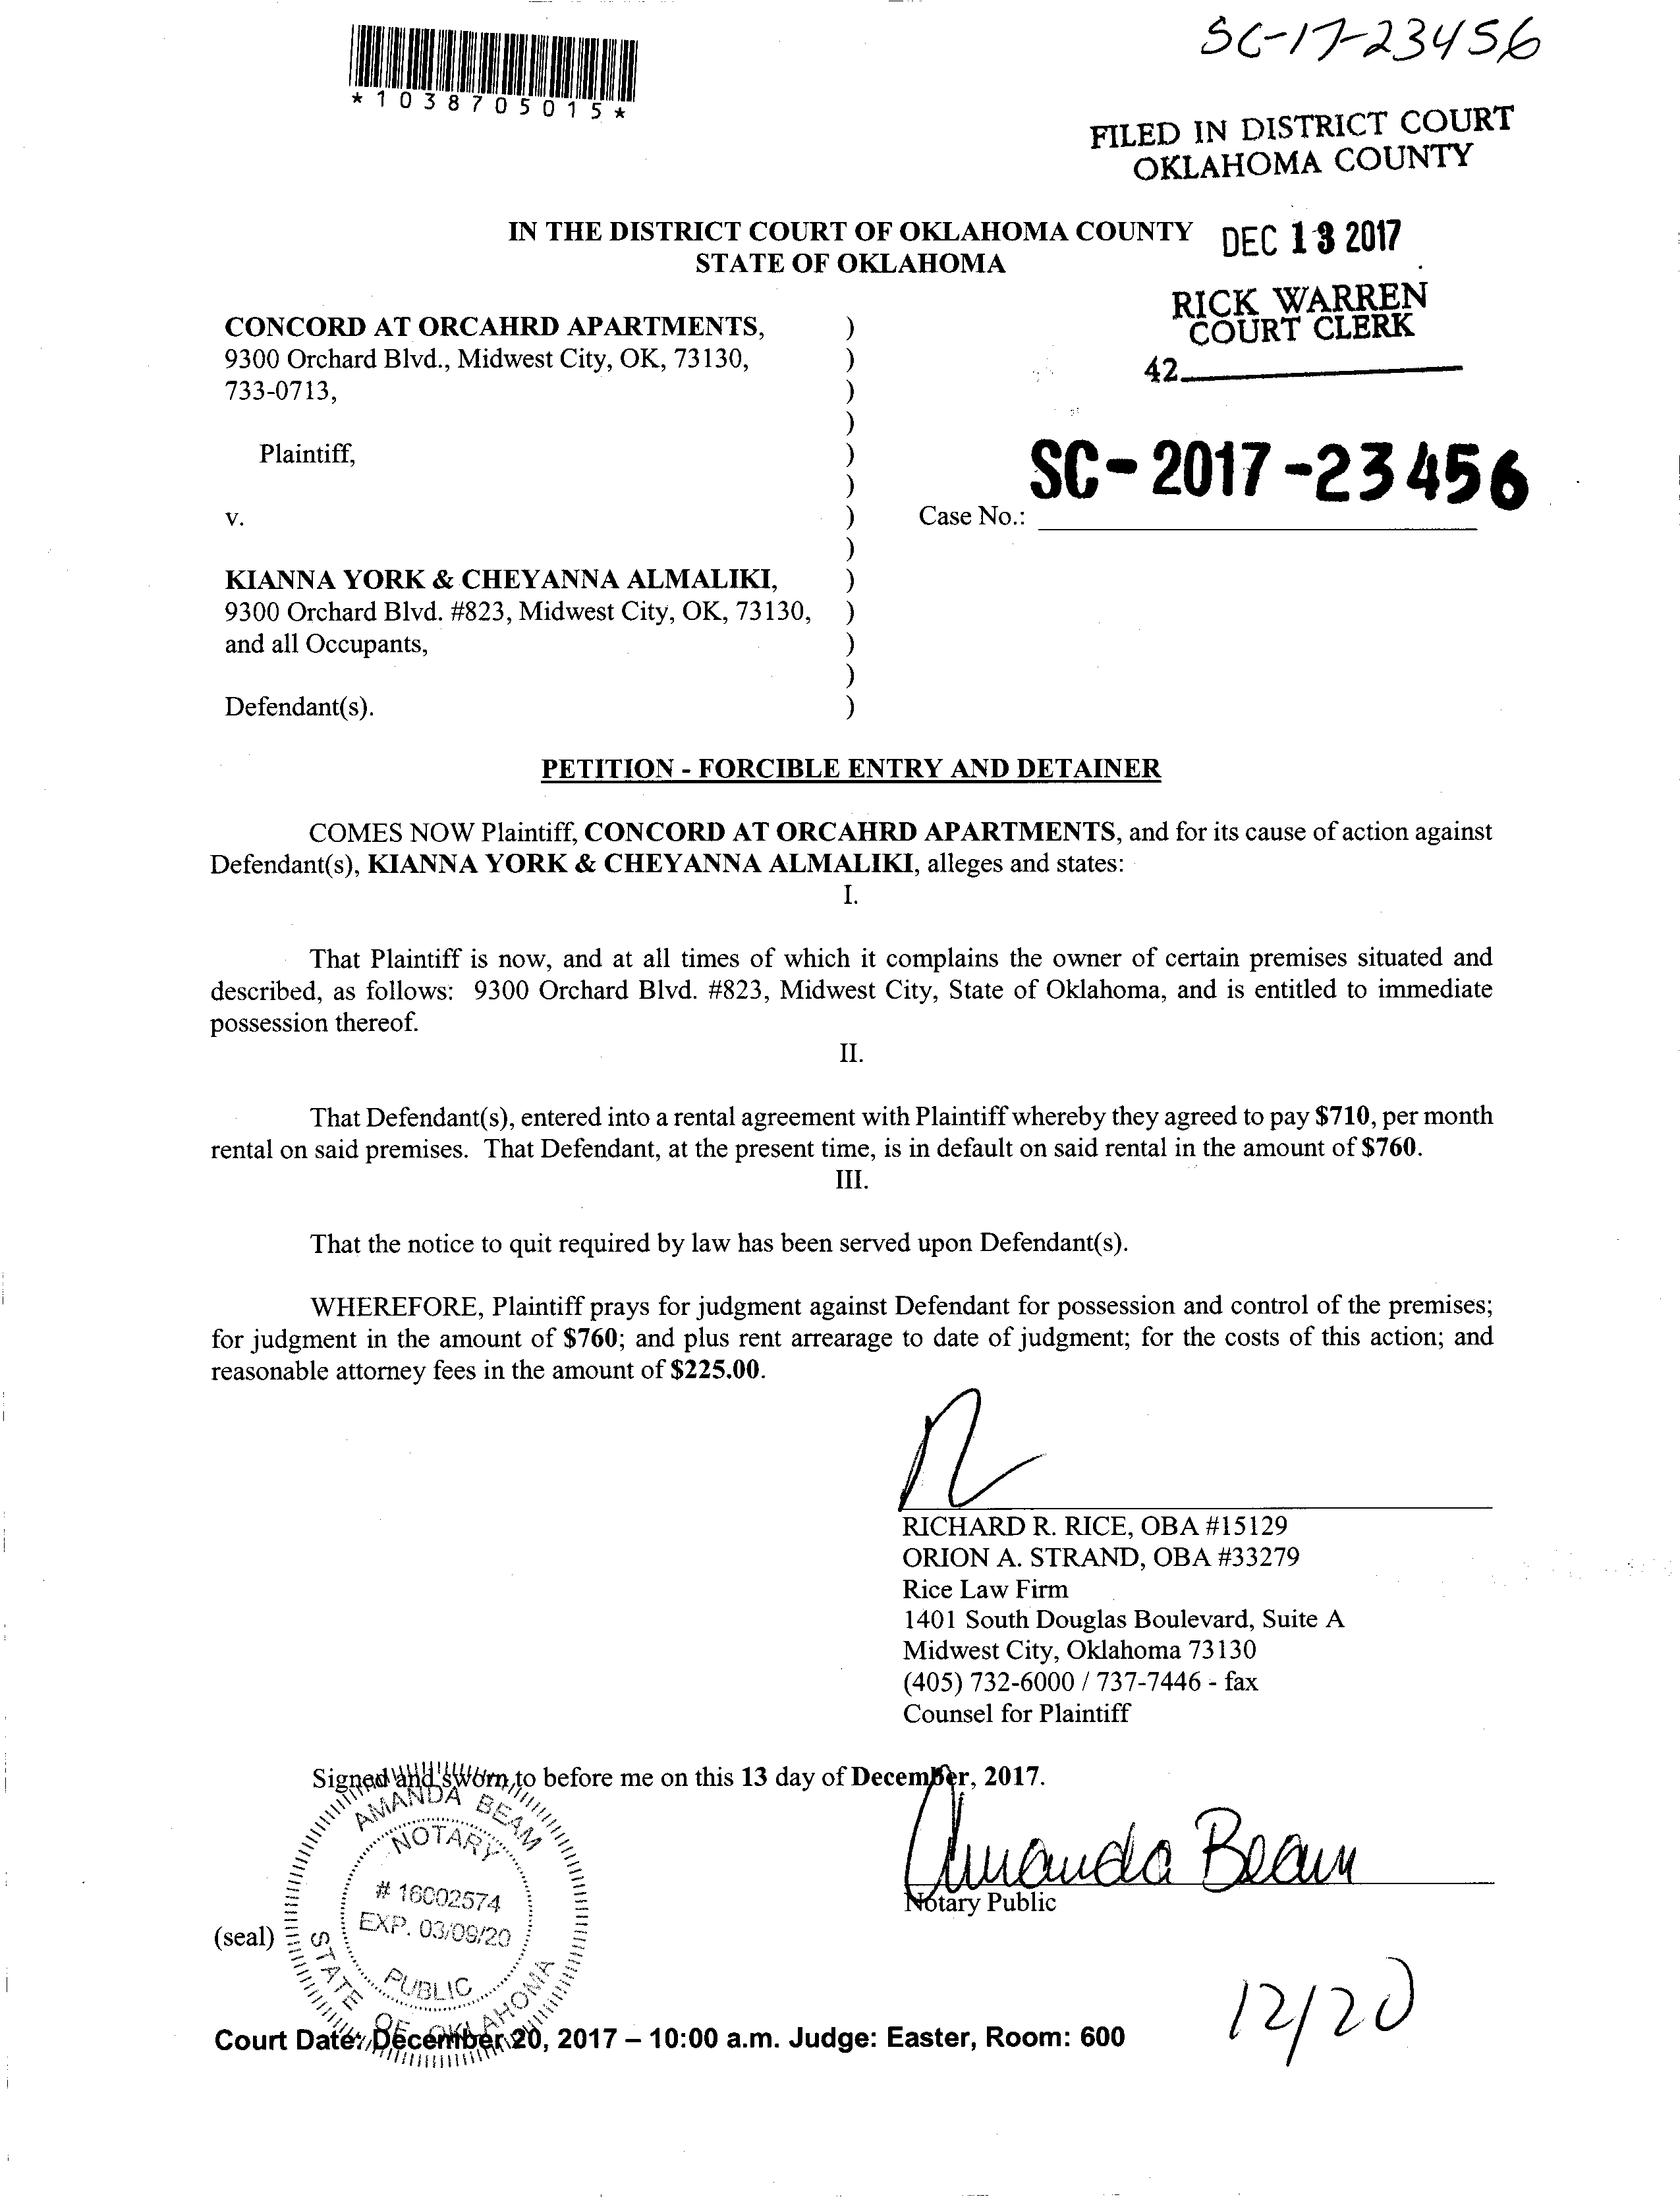 SC-17-23456
*1038705015*
FILED IN DISTRICT COURT
OKLAHOMA COUNTY
IN THE DISTRICT COURT OF OKLAHOMA COUNTY
STATE OF OKLAHOMA
DEC 13 2017
RICK WARREN
COURT CLERK
42
CONCORD AT ORCAHRD APARTMENTS, )
9300 Orchard Blvd., Midwest City, OK, 73130, )
733-0713, )
)
Plaintiff, )
)
SC-2017-23456
v. ) Case No.:
)
KIANNA YORK & CHEYANNA ALMALIKI, )
9300 Orchard Blvd. #823, Midwest City, OK, 73130, )
and all Occupants, )
)
Defendant(s). )
PETITION - FORCIBLE ENTRY AND DETAINER
COMES NOW Plaintiff, CONCORD AT ORCAHRD APARTMENTS, and for its cause of action against
Defendant(s), KIANNA YORK & CHEYANNA ALMALIKI, alleges and states:
I.
That Plaintiff is now, and at all times of which it complains the owner of certain premises situated and
described, as follows: 9300 Orchard Blvd. #823, Midwest City, State of Oklahoma, and is entitled to immediate
possession thereof.
II.
That Defendant(s), entered into a rental agreement with Plaintiff whereby they agreed to pay $710, per month
rental on said premises. That Defendant, at the present time, is in default on said rental in the amount of $760.
III.
That the notice to quit required by law has been served upon Defendant(s).
WHEREFORE, Plaintiff prays for judgment against Defendant for possession and control of the premises;
for judgment in the amount of $760; and plus rent arrearage to date of judgment; for the costs of this action; and
reasonable attorney fees in the amount of $225.00.
RICHARD R. RICE, OBA #15129
ORION A. STRAND, OBA #33279
Rice Law Firm
1401 South Douglas Boulevard, Suite A
Midwest City, Oklahoma 73130
(405) 732-6000 / 737-7446 - fax
Counsel for Plaintiff
Signed and sworn to before me on this 13 day of December, 2017.
AMANDA BEAM
NOTARY
# 16002574
EXP. 03/09/20
PUBLIC
STATE OF OKLAHOMA
Amanda Beam
Notary Public
(seal)
12/20
Court Date: December 20, 2017 – 10:00 a.m. Judge: Easter, Room: 600